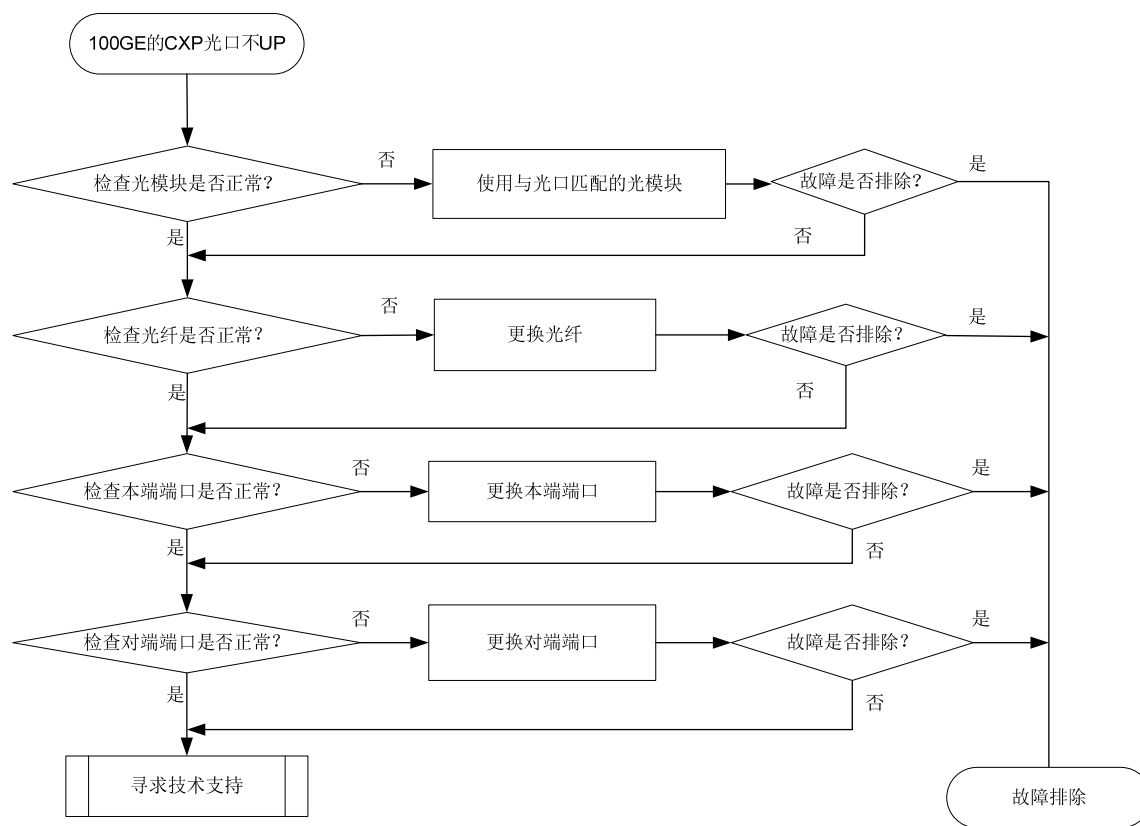 100GE的CXP光口不UP
检查光模块是否正常？
否
使用与光口匹配的光模块
故障是否排除？
是
是
否
检查光纤是否正常？
否
更换光纤
故障是否排除？
是
是
否
检查本端端口是否正常？
否
更换本端端口
故障是否排除？
是
是
否
检查对端端口是否正常？
否
更换对端端口
故障是否排除？
是
是
否
寻求技术支持
故障排除